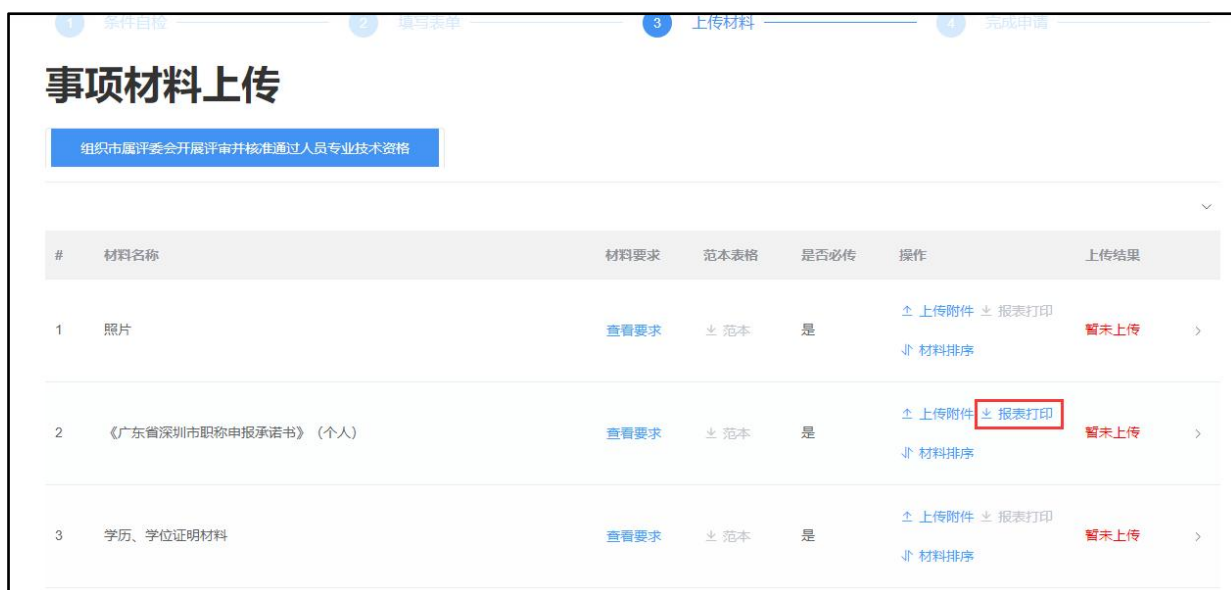 1 条件自检 2 填写表单 3 上传材料 4 完成申请
事项材料上传
组织市属评委会开展评审并核准通过人员专业技术资格
# 材料名称 材料要求 范本表格 是否必传 操作 上传结果
上传附件 报表打印
1 照片 查看要求 范本 是 暂未上传
材料排序
上传附件 报表打印
2 《广东省深圳市职称申报承诺书》（个人） 查看要求 范本 是 暂未上传
材料排序
上传附件 报表打印
3 学历、学位证明材料 查看要求 范本 是 暂未上传
材料排序